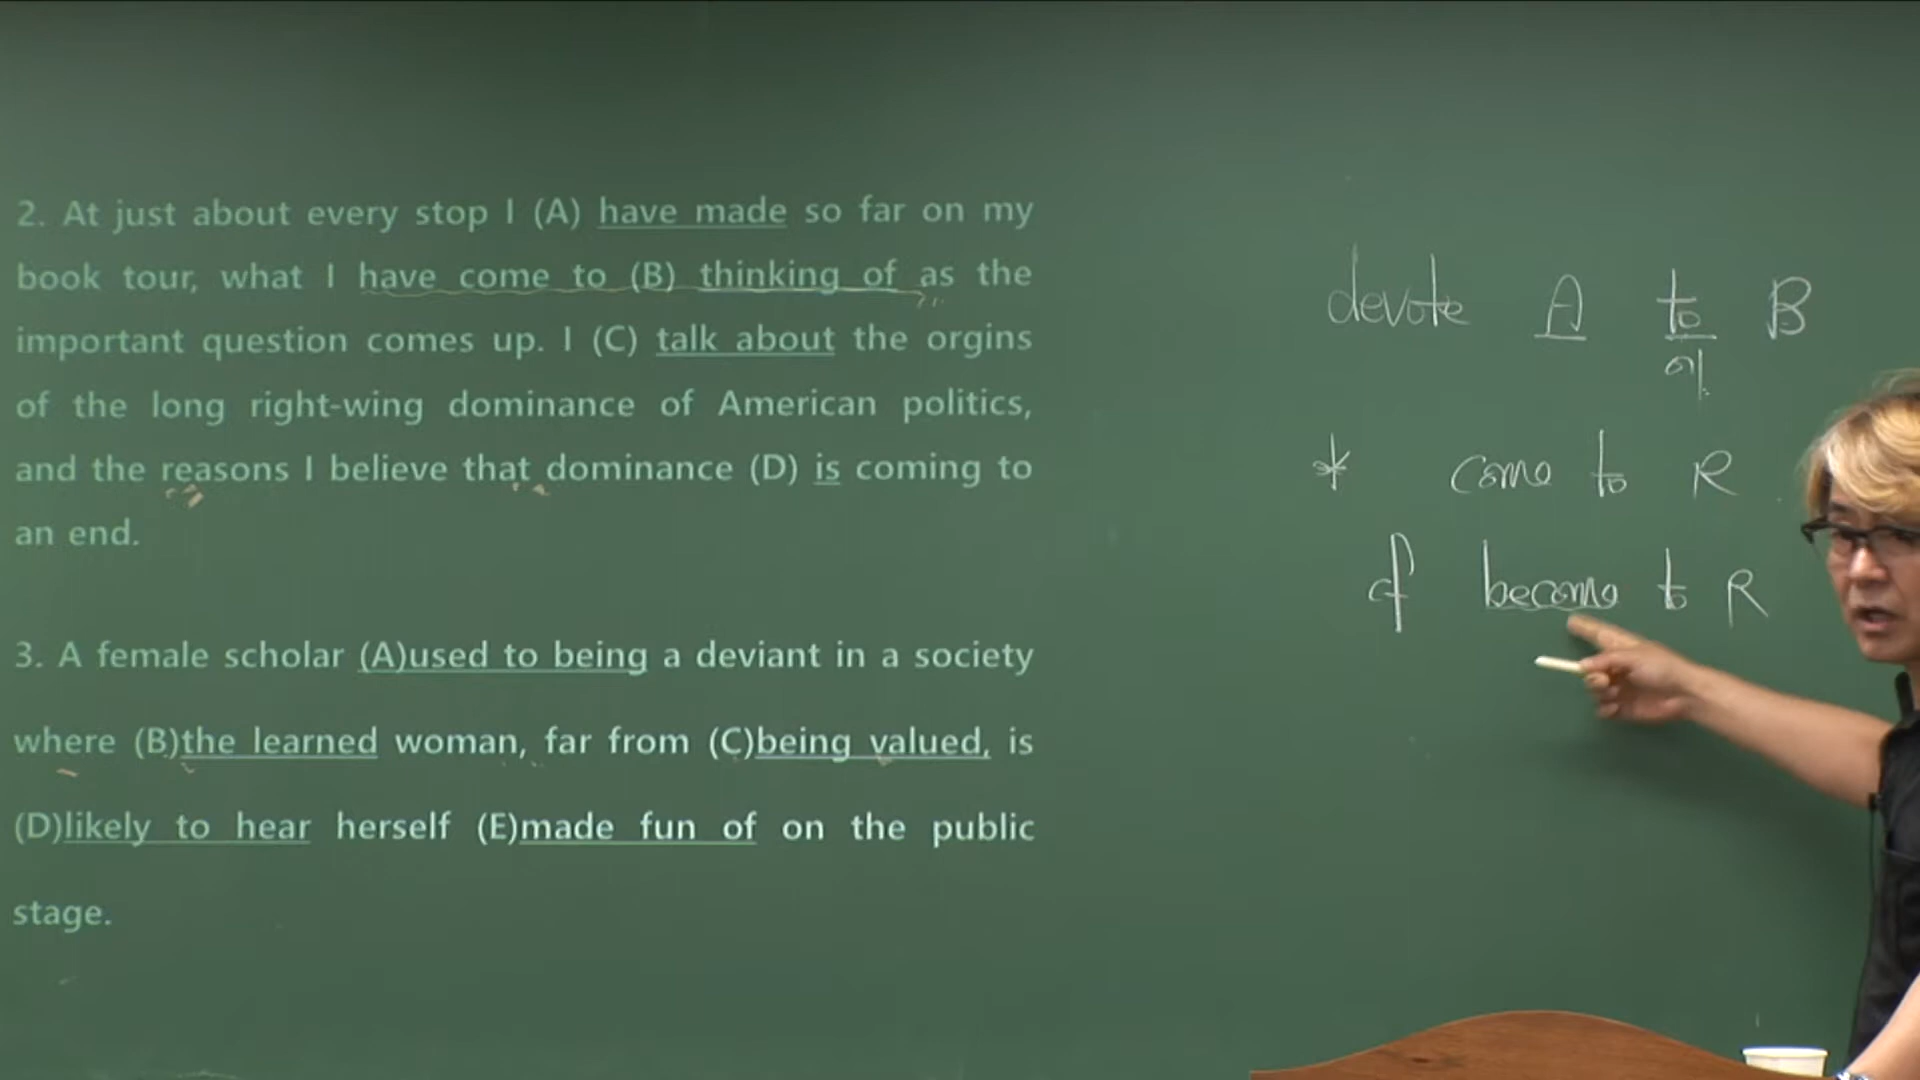 2. At just about every stop I (A) have made so far on my
book tour, what I have come to (B) thinking of as the
important question comes up. I (C) talk about the orgins
of the long right-wing dominance of American politics,
and the reasons I believe that dominance (D) is coming to
an end.
3. A female scholar (A)used to being a deviant in a society
where (B)the learned woman, far from (C)being valued, is
(D)likely to hear herself (E)made fun of on the public
stage.
devote A to B
에
* come to R
cf become to R